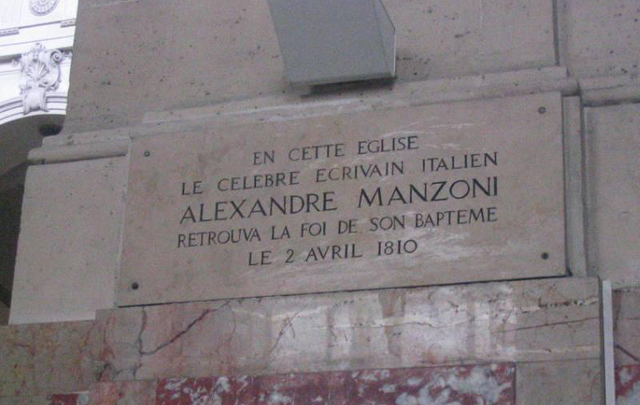 EN CETTE EGLISE
LE CELEBRE ECRIVAIN ITALIEN
ALEXANDRE MANZONI
RETROUVA LA FOI DE SON BAPTEME
LE 2 AVRIL 1810